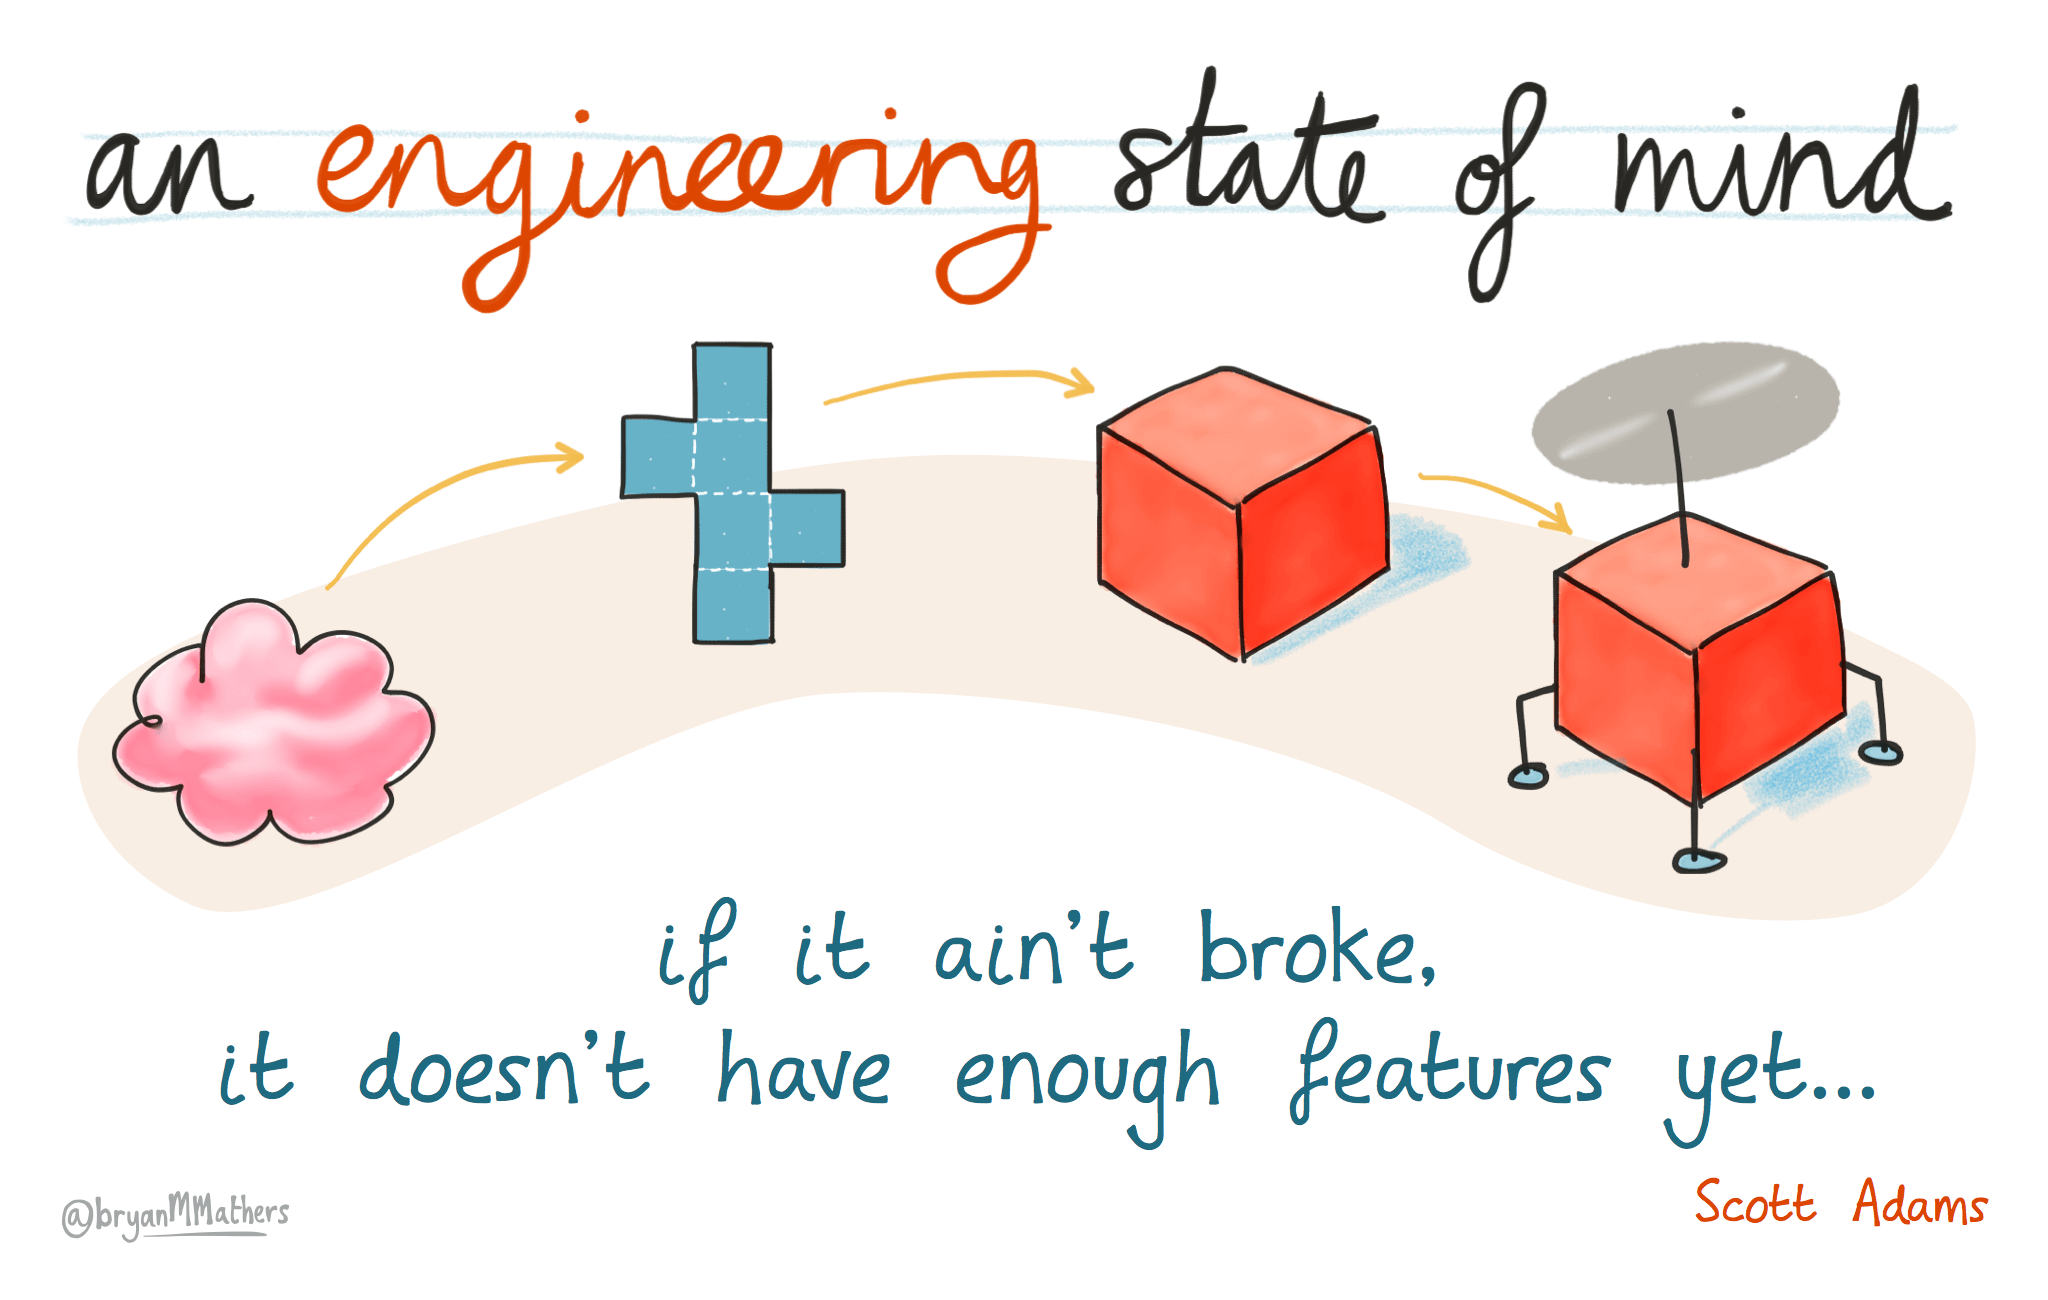 an engineering state of mind
if it ain't broke,
it doesn't have enough features yet...
Scott Adams
@bryanMMathers